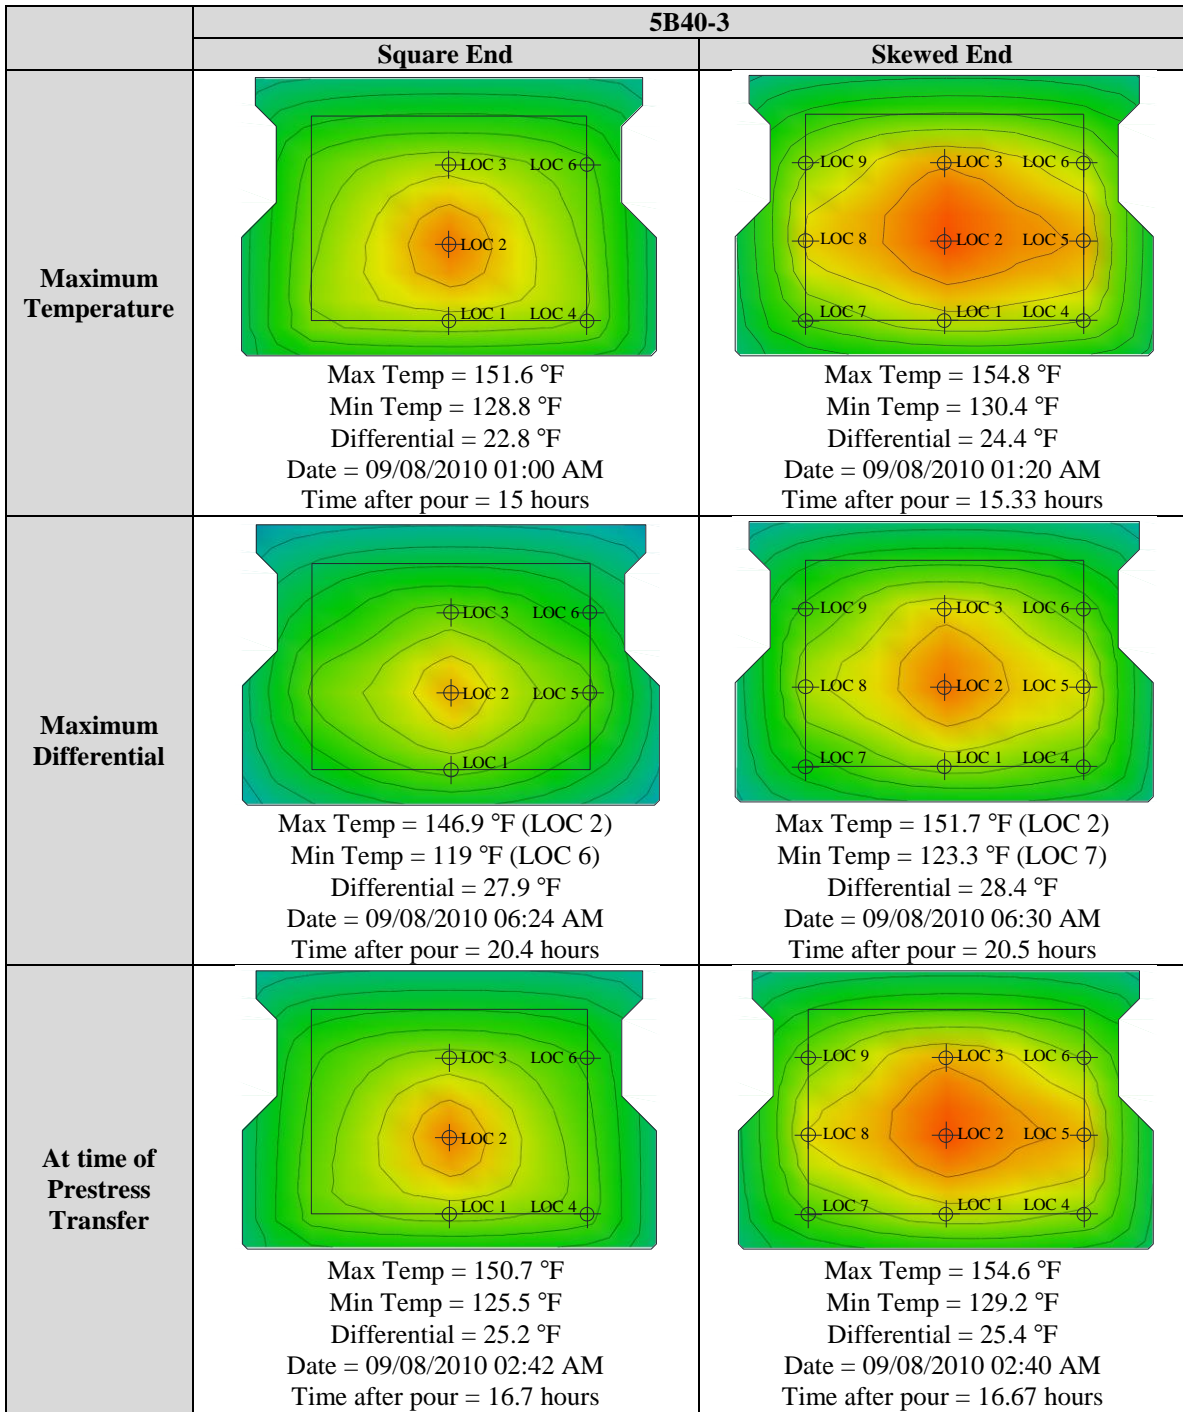 5B40-3
Square End
Skewed End
Maximum
Temperature
LOC 3
LOC 6
LOC 2
LOC 1
LOC 4
Max Temp = 151.6 °F
Min Temp = 128.8 °F
Differential = 22.8 °F
Date = 09/08/2010 01:00 AM
Time after pour = 15 hours
LOC 9
LOC 3
LOC 6
LOC 8
LOC 2
LOC 5
LOC 7
LOC 1
LOC 4
Max Temp = 154.8 °F
Min Temp = 130.4 °F
Differential = 24.4 °F
Date = 09/08/2010 01:20 AM
Time after pour = 15.33 hours
Maximum
Differential
LOC 3
LOC 6
LOC 2
LOC 5
LOC 1
Max Temp = 146.9 °F (LOC 2)
Min Temp = 119 °F (LOC 6)
Differential = 27.9 °F
Date = 09/08/2010 06:24 AM
Time after pour = 20.4 hours
LOC 9
LOC 3
LOC 6
LOC 8
LOC 2
LOC 5
LOC 7
LOC 1
LOC 4
Max Temp = 151.7 °F (LOC 2)
Min Temp = 123.3 °F (LOC 7)
Differential = 28.4 °F
Date = 09/08/2010 06:30 AM
Time after pour = 20.5 hours
At time of
Prestress
Transfer
LOC 3
LOC 6
LOC 2
LOC 1
LOC 4
Max Temp = 150.7 °F
Min Temp = 125.5 °F
Differential = 25.2 °F
Date = 09/08/2010 02:42 AM
Time after pour = 16.7 hours
LOC 9
LOC 3
LOC 6
LOC 8
LOC 2
LOC 5
LOC 7
LOC 1
LOC 4
Max Temp = 154.6 °F
Min Temp = 129.2 °F
Differential = 25.4 °F
Date = 09/08/2010 02:40 AM
Time after pour = 16.67 hours